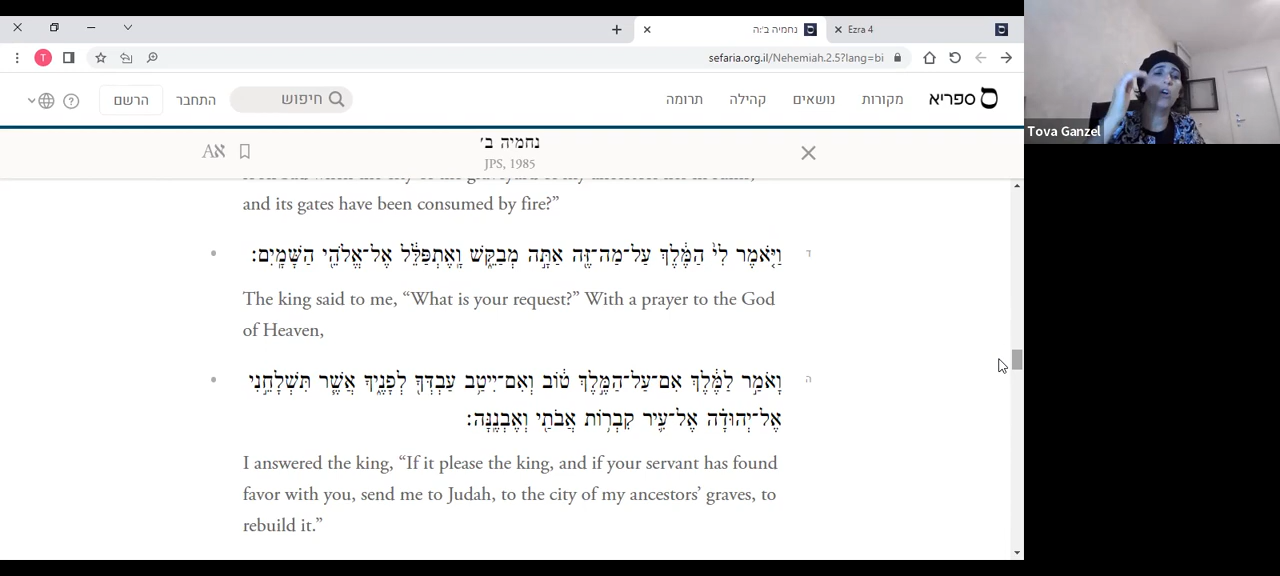 נחמיה ב׳:ה
Ezra 4
sefaria.org.il/Nehemiah.2.5?lang=bi
T
ספריא
מקורות
נושאים
קהילה
תרומה
חיפוש
התחבר
הרשם
נחמיה ב׳
JPS, 1985
Aא
and its gates have been consumed by fire?”
ד
וַיֹּ֤אמֶר לִי֙ הַמֶּ֔לֶךְ עַל־מַה־זֶּ֖ה אַתָּ֣ה מְבַקֵּ֑שׁ וָֽאֶתְפַּלֵּ֔ל אֶל־אֱלֹהֵ֖י הַשָּׁמָֽיִם׃
The king said to me, “What is your request?” With a prayer to the God
of Heaven,
ה
וָאֹמַ֣ר לַמֶּ֔לֶךְ אִם־עַל־הַמֶּ֣לֶךְ ט֔וֹב וְאִם־יִיטַ֥ב עַבְדְּךָ֖ לְפָנֶ֑יךָ אֲשֶׁ֧ר תִּשְׁלָחֵ֣נִי
אֶל־יְהוּדָ֗ה אֶל־עִ֛יר קִבְר֥וֹת אֲבֹתַ֖י וְאֶבְנֶֽנָּה׃
I answered the king, “If it please the king, and if your servant has found
favor with you, send me to Judah, to the city of my ancestors’ graves, to
rebuild it.”
Tova Ganzel